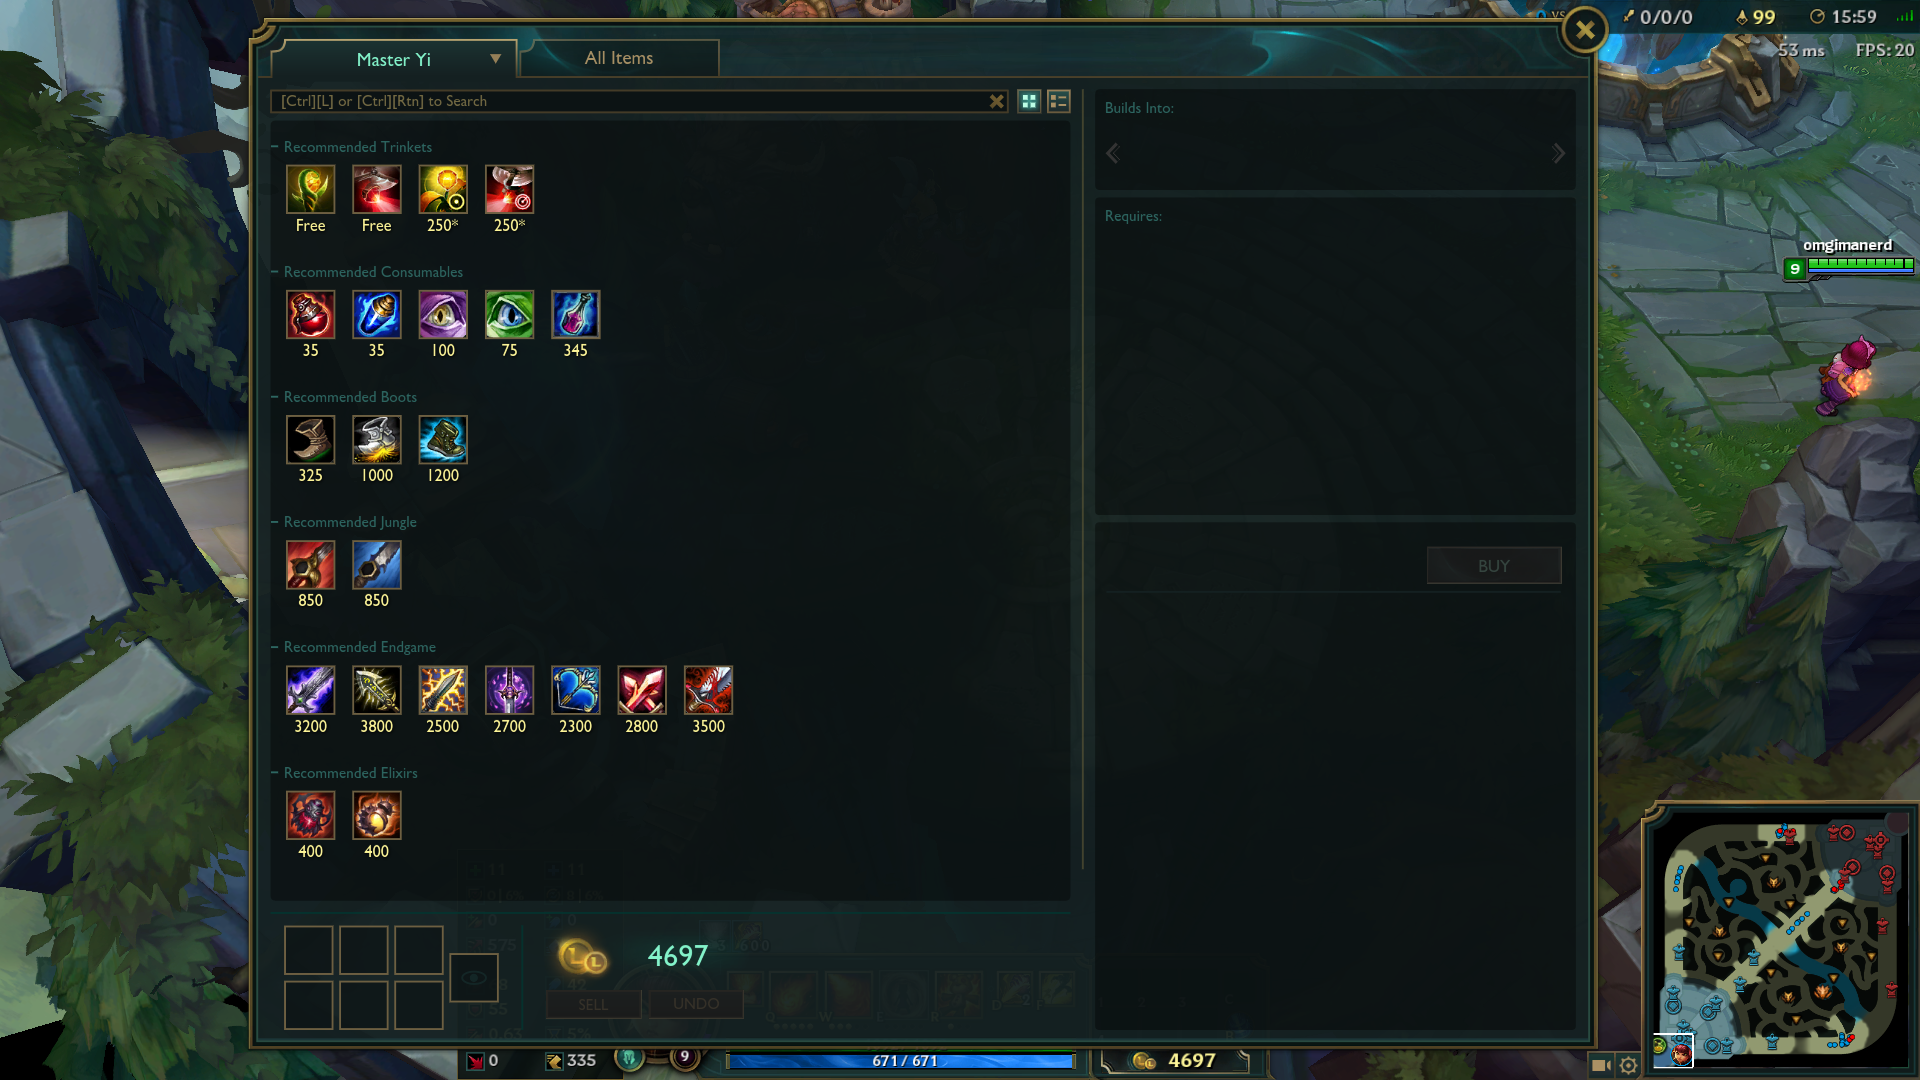 VS 0/0/0 99 15:59
53 ms FPS: 20
Master Yi
All Items
[Ctrl][L] or [Ctrl][Rtn] to Search
Recommended Trinkets
Free Free 250* 250*
Recommended Consumables
35 35 100 75 345
Recommended Boots
325 1000 1200
Recommended Jungle
850 850
Recommended Endgame
3200 3800 2500 2700 2300 2800 3500
Recommended Elixirs
400 400
Builds Into:
Requires:
BUY
omgimanerd
9
4697
SELL UNDO
0 335 9 671 / 671 4697